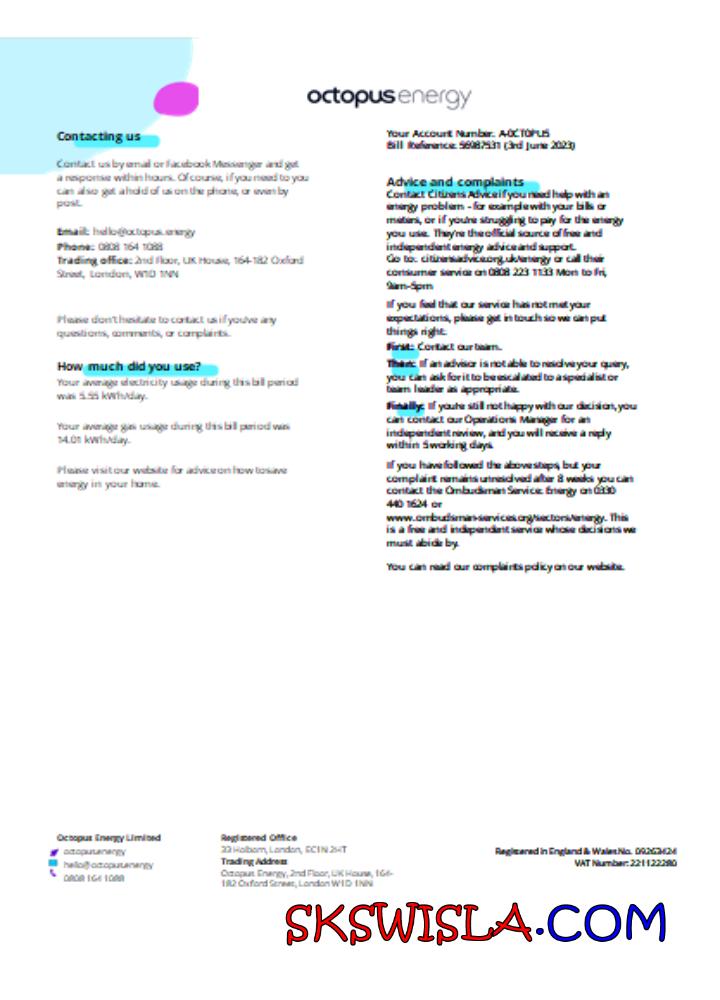 octopus energy
Contacting us
Contact us by email or Facebook Messenger and get
a response within hours. Of course, if you need to you
can also get a hold of us on the phone, or even by
post.
Email: hello@octopus.energy
Phone: 0808 164 1088
Trading office: 2nd Floor, UK House, 164-182 Oxford
Street, London, W1D 1NN
Please don't hesitate to contact us if you've any
questions, comments, or complaints.
How much did you use?
Your average electricity usage during this bill period
was 5.55 kWh/day.
Your average gas usage during this bill period was
14.01 kWh/day.
Please visit our website for advice on how to save
energy in your home.
Your Account Number: A-0CT0PU5
Bill Reference: 56987531 (3rd June 2023)
Advice and complaints
Contact Citizens Advice if you need help with an
energy problem - for example with your bills or
meters, or if you're struggling to pay for the energy
you use. They're the official source of free and
independent energy advice and support.
Go to: citizensadvice.org.uk/energy or call their
consumer service on 0808 223 1133 Mon to Fri,
9am-5pm
If you feel that our service has not met your
expectations, please get in touch so we can put
things right.
First: Contact our team.
Then: If an advisor is not able to resolve your query,
you can ask for it to be escalated to a specialist or
team leader as appropriate.
Finally: If you're still not happy with our decision, you
can contact our Operations Manager for an
independent review, and you will receive a reply
within 5 working days.
If you have followed the above steps, but your
complaint remains unresolved after 8 weeks you can
contact the Ombudsman Service: Energy on 0330
440 1624 or
www.ombudsman-services.org/sectors/energy. This
is a free and independent service whose decisions we
must abide by.
You can read our complaints policy on our website.
Octopus Energy Limited
octopus.energy
hello@octopus.energy
0808 164 1088
Registered Office
33 Holborn, London, EC1N 2HT
Trading Address
Octopus Energy, 2nd Floor, UK House, 164-
182 Oxford Street, London W1D 1NN
Registered in England & Wales No. 09263424
VAT Number: 221122280
SKSWISLA.COM